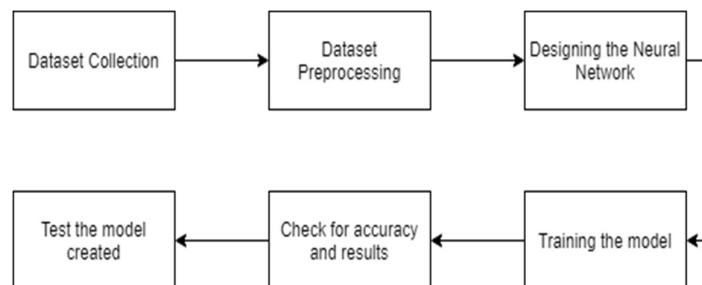 Dataset Collection
Dataset
Preprocessing
Designing the Neural
Network
Training the model
Check for accuracy
and results
Test the model
created